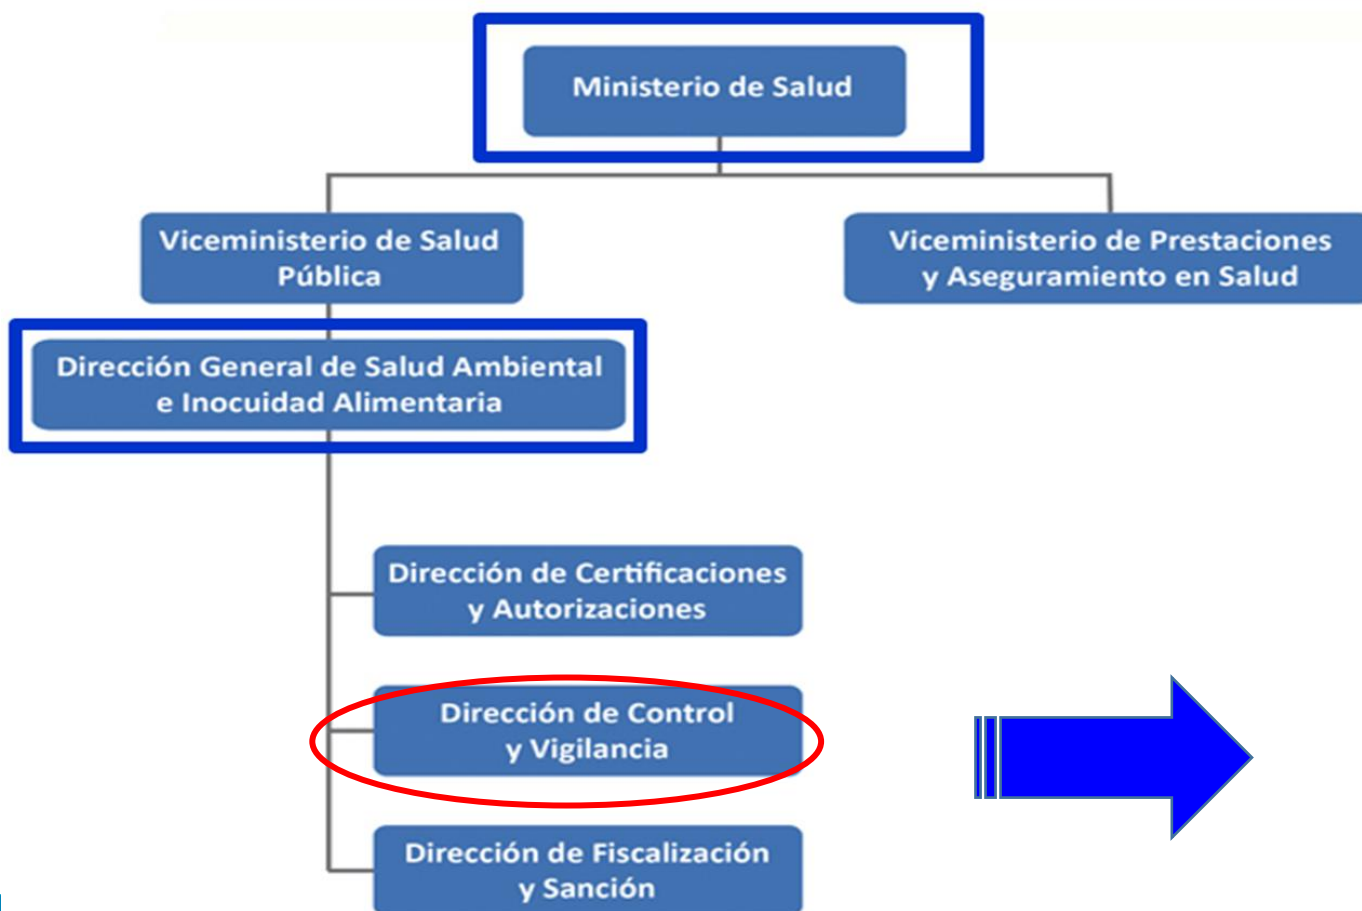 Ministerio de Salud
Viceministerio de Salud
Pública
Viceministerio de Prestaciones
y Aseguramiento en Salud
Dirección General de Salud Ambiental
e Inocuidad Alimentaria
Dirección de Certificaciones
y Autorizaciones
Dirección de Control
y Vigilancia
Dirección de Fiscalización
y Sanción